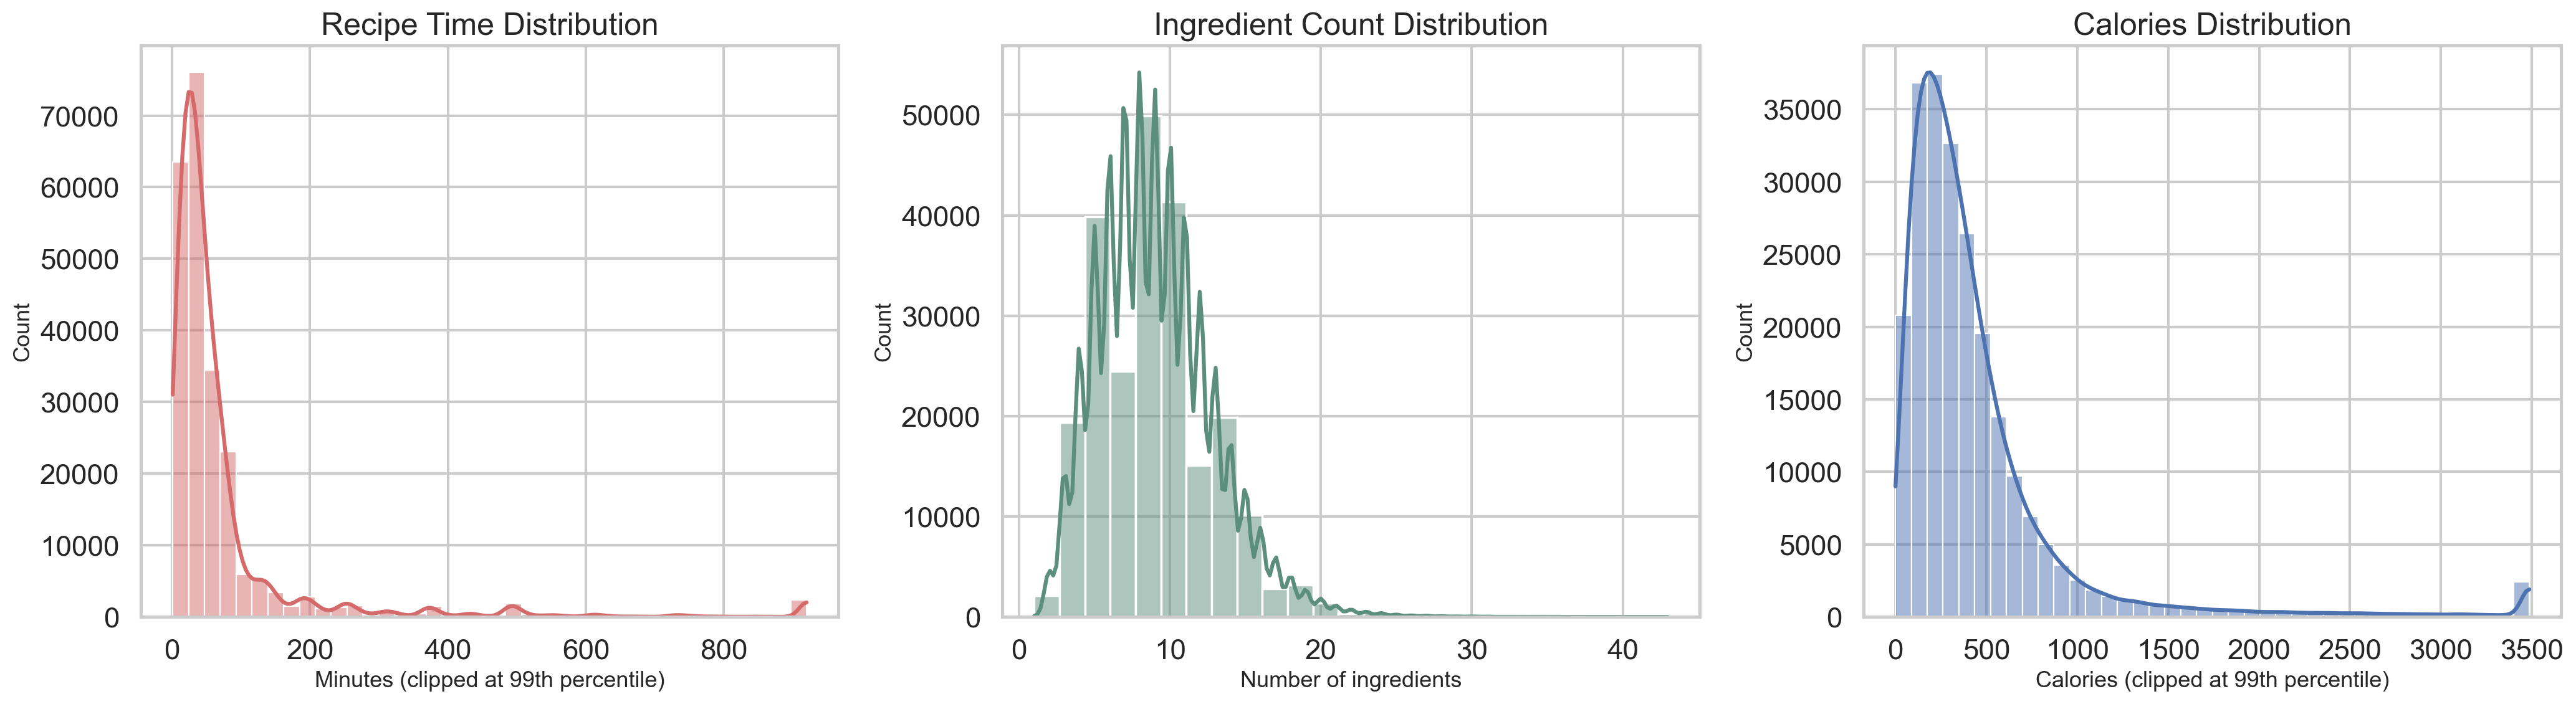 Recipe Time Distribution
Count
70000
60000
50000
40000
30000
20000
10000
0
0 200 400 600 800
Minutes (clipped at 99th percentile)
Ingredient Count Distribution
Count
50000
40000
30000
20000
10000
0
0 10 20 30 40
Number of ingredients
Calories Distribution
Count
35000
30000
25000
20000
15000
10000
5000
0
0 500 1000 1500 2000 2500 3000 3500
Calories (clipped at 99th percentile)